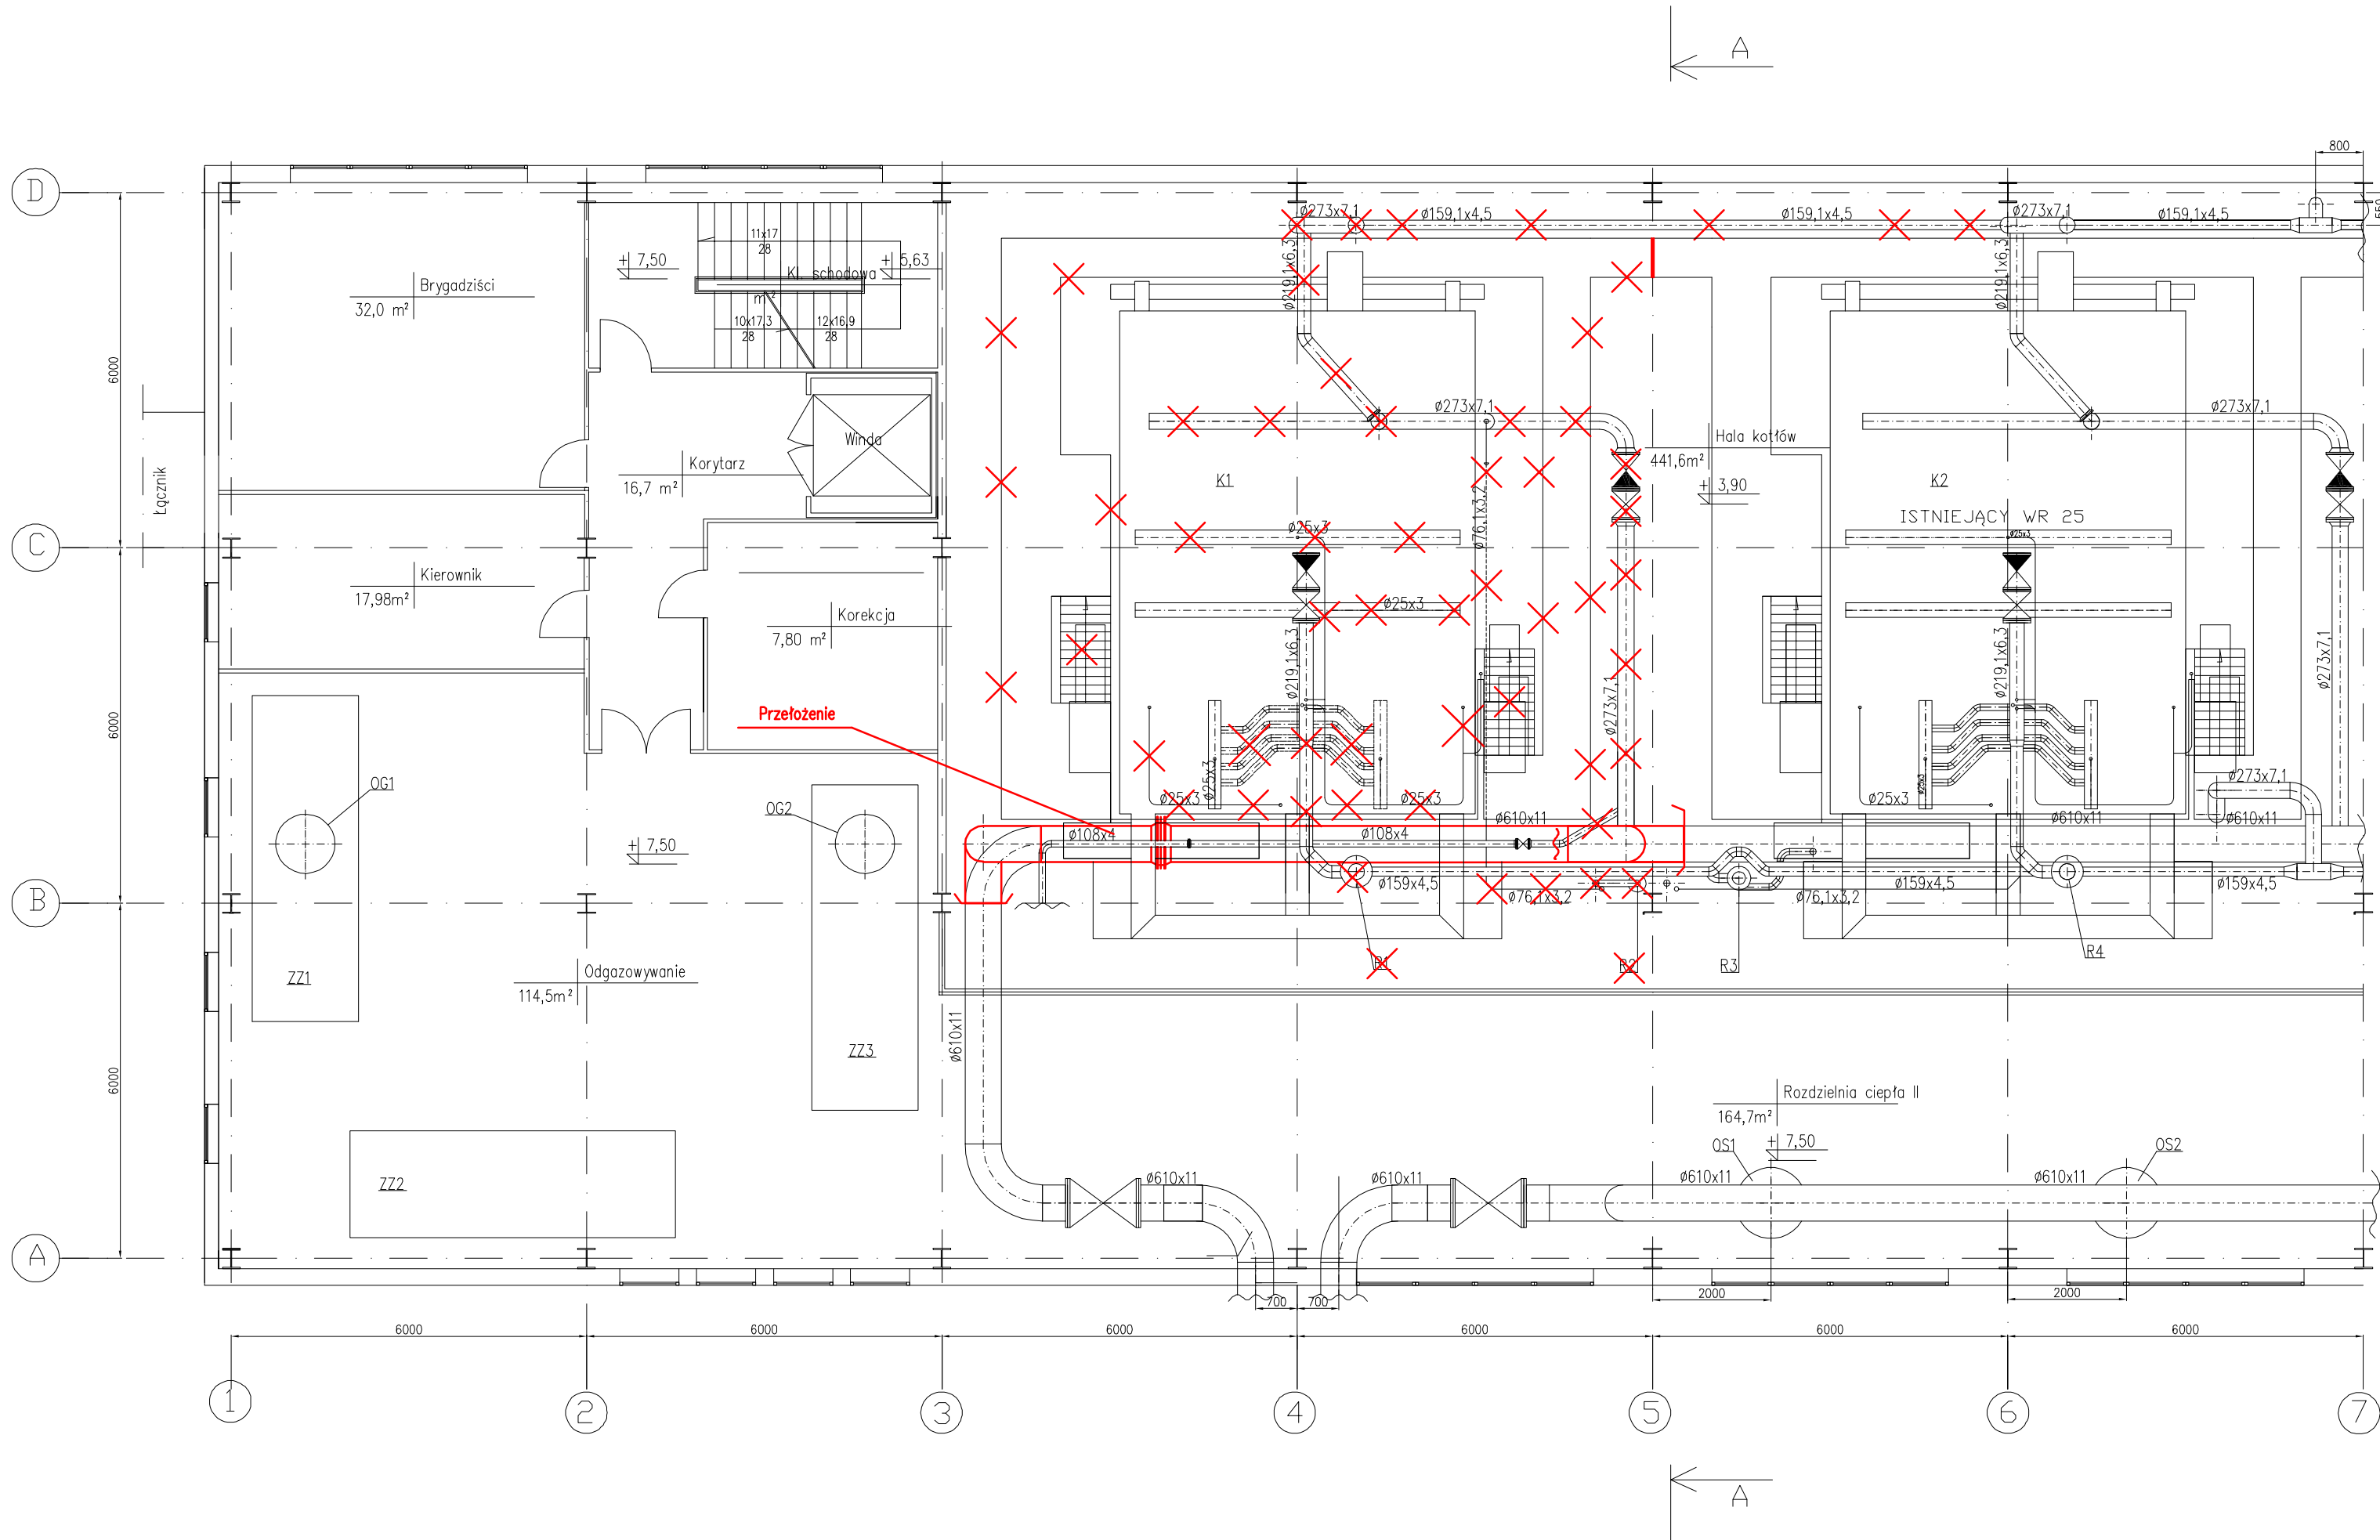 A
800
D
650
Ø273x7,1
Ø159,1x4,5
Ø159,1x4,5
Ø273x7,1
Ø159,1x4,5
11x17
28
+ 7,50
Kl. schodowa
+ 5,63
m²
10x17,3
28
12x16,9
28
Brygadziści
32,0 m²
Ø219,1x6,3
Ø219,1x6,3
6000
Ø273x7,1
Ø273x7,1
Winda
Hala kotłów
441,6m²
Korytarz
16,7 m²
Łącznik
K1
K2
+ 3,90
Ø76,1x3,2
ISTNIEJĄCY WR 25
Ø25x3
Ø25x3
C
Kierownik
17,98m²
Korekcja
7,80 m²
Ø25x3
Ø219,1x6,3
Ø219,1x6,3
Ø273x7,1
Ø273x7,1
6000
Przełożenie
OG1
OG2
Ø25x3
Ø25x3
Ø25x3
Ø25x3
Ø25x3
Ø273x7,1
Ø610x11
Ø610x11
Ø610x11
Ø108x4
Ø108x4
+ 7,50
Ø159x4,5
Ø159x4,5
Ø159x4,5
Ø76,1x3,2
Ø76,1x3,2
B
R1
R2
R3
R4
Odgazowywanie
114,5m²
ZZ1
ZZ3
Ø610x11
6000
Rozdzielnia ciepła II
164,7m²
+ 7,50
OS1
OS2
ZZ2
Ø610x11
Ø610x11
Ø610x11
Ø610x11
A
700
700
2000
2000
6000
6000
6000
6000
6000
6000
1
2
3
4
5
6
7
A